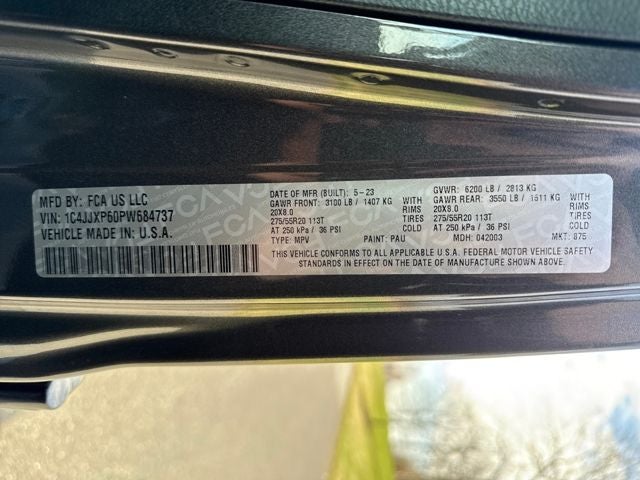 MFD BY: FCA US LLC
VIN: 1C4JJXP60PW684737
VEHICLE MADE IN: U.S.A.
DATE OF MFR (BUILT): 5-23 GVWR: 6200 LB / 2813 KG
GAWR FRONT: 3100 LB / 1407 KG WITH GAWR REAR: 3550 LB / 1511 KG WITH
20X8.0 RIMS 20X8.0 RIMS
275/55R20 113T TIRES 275/55R20 113T TIRES
AT 250 kPa / 36 PSI COLD AT 250 kPa / 36 PSI COLD
TYPE: MPV PAINT: PAU MDH: 042003 MKT: 875
THIS VEHICLE CONFORMS TO ALL APPLICABLE U.S.A. FEDERAL MOTOR VEHICLE SAFETY
STANDARDS IN EFFECT ON THE DATE OF MANUFACTURE SHOWN ABOVE.